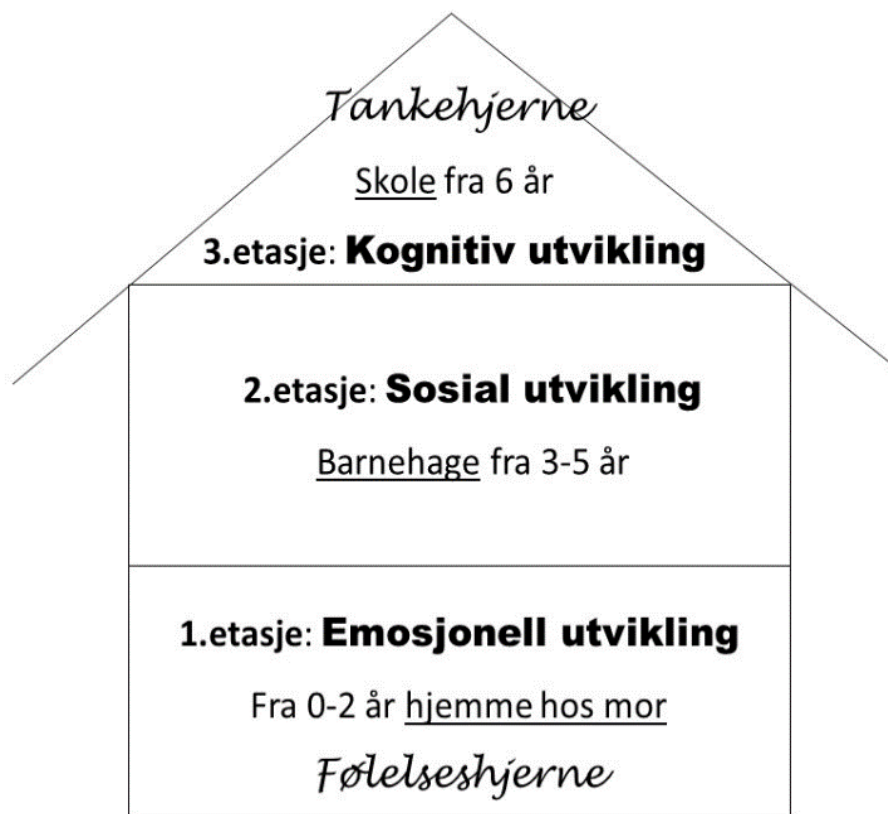 Tankehjerne
Skole fra 6 år
3.etasje: Kognitiv utvikling
2.etasje: Sosial utvikling
Barnehage fra 3-5 år
1.etasje: Emosjonell utvikling
Fra 0-2 år hjemme hos mor
Følelseshjerne